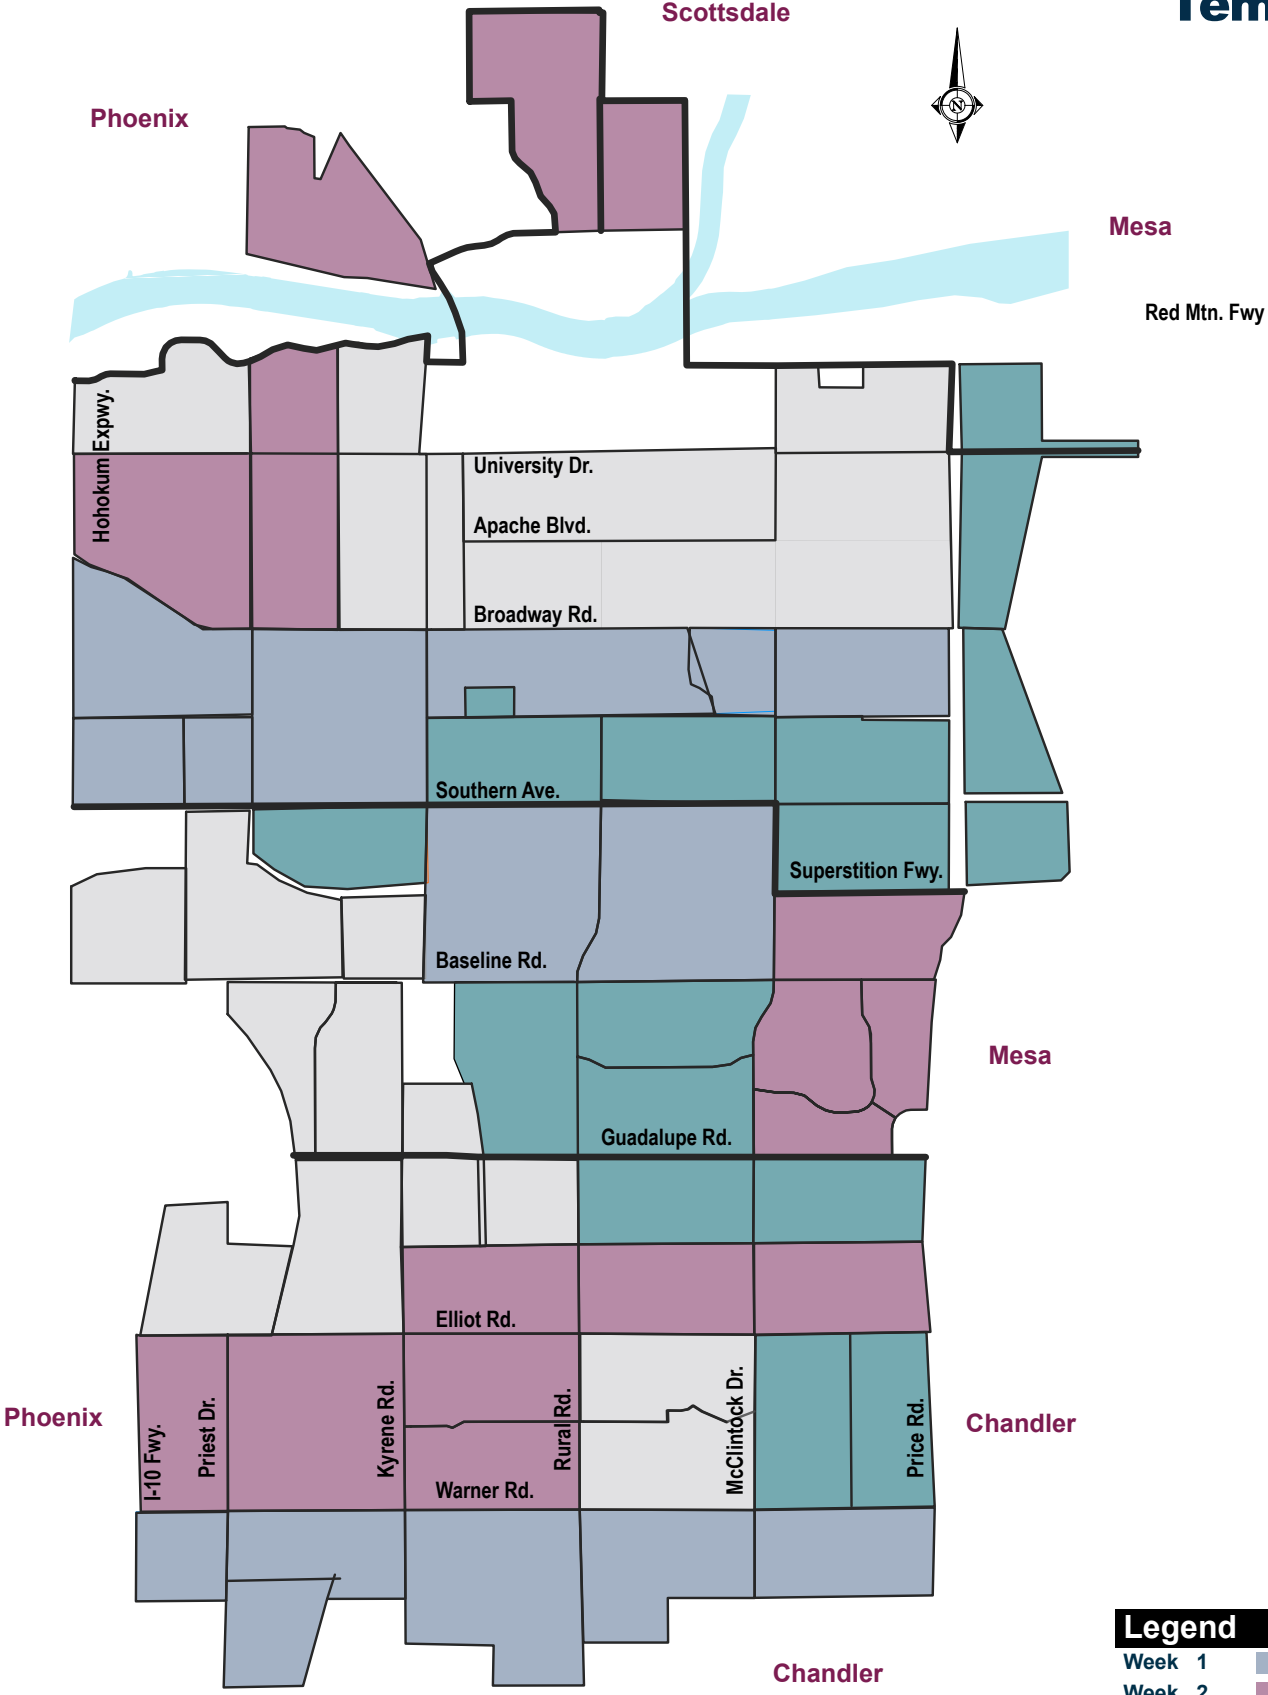 Scottsdale
Phoenix
N
Mesa
Red Mtn. Fwy
Hohokum Expwy.
University Dr.
Apache Blvd.
Broadway Rd.
Southern Ave.
Superstition Fwy.
Baseline Rd.
Mesa
Guadalupe Rd.
Elliot Rd.
Phoenix
I-10 Fwy.
Priest Dr.
Kyrene Rd.
Rural Rd.
McClintock Dr.
Price Rd.
Chandler
Warner Rd.
Chandler
Legend
Week 1
Week 2